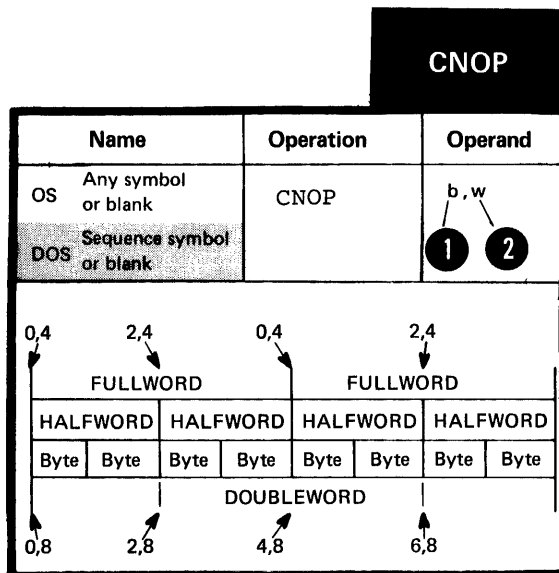 CNOP
Name Operation Operand
OS Any symbol or blank
CNOP
b,w
1 2
DOS Sequence symbol or blank
0,4 2,4 0,4 2,4
FULLWORD FULLWORD
HALFWORD HALFWORD HALFWORD HALFWORD
Byte Byte Byte Byte Byte Byte Byte Byte
DOUBLEWORD
0,8 2,8 4,8 6,8